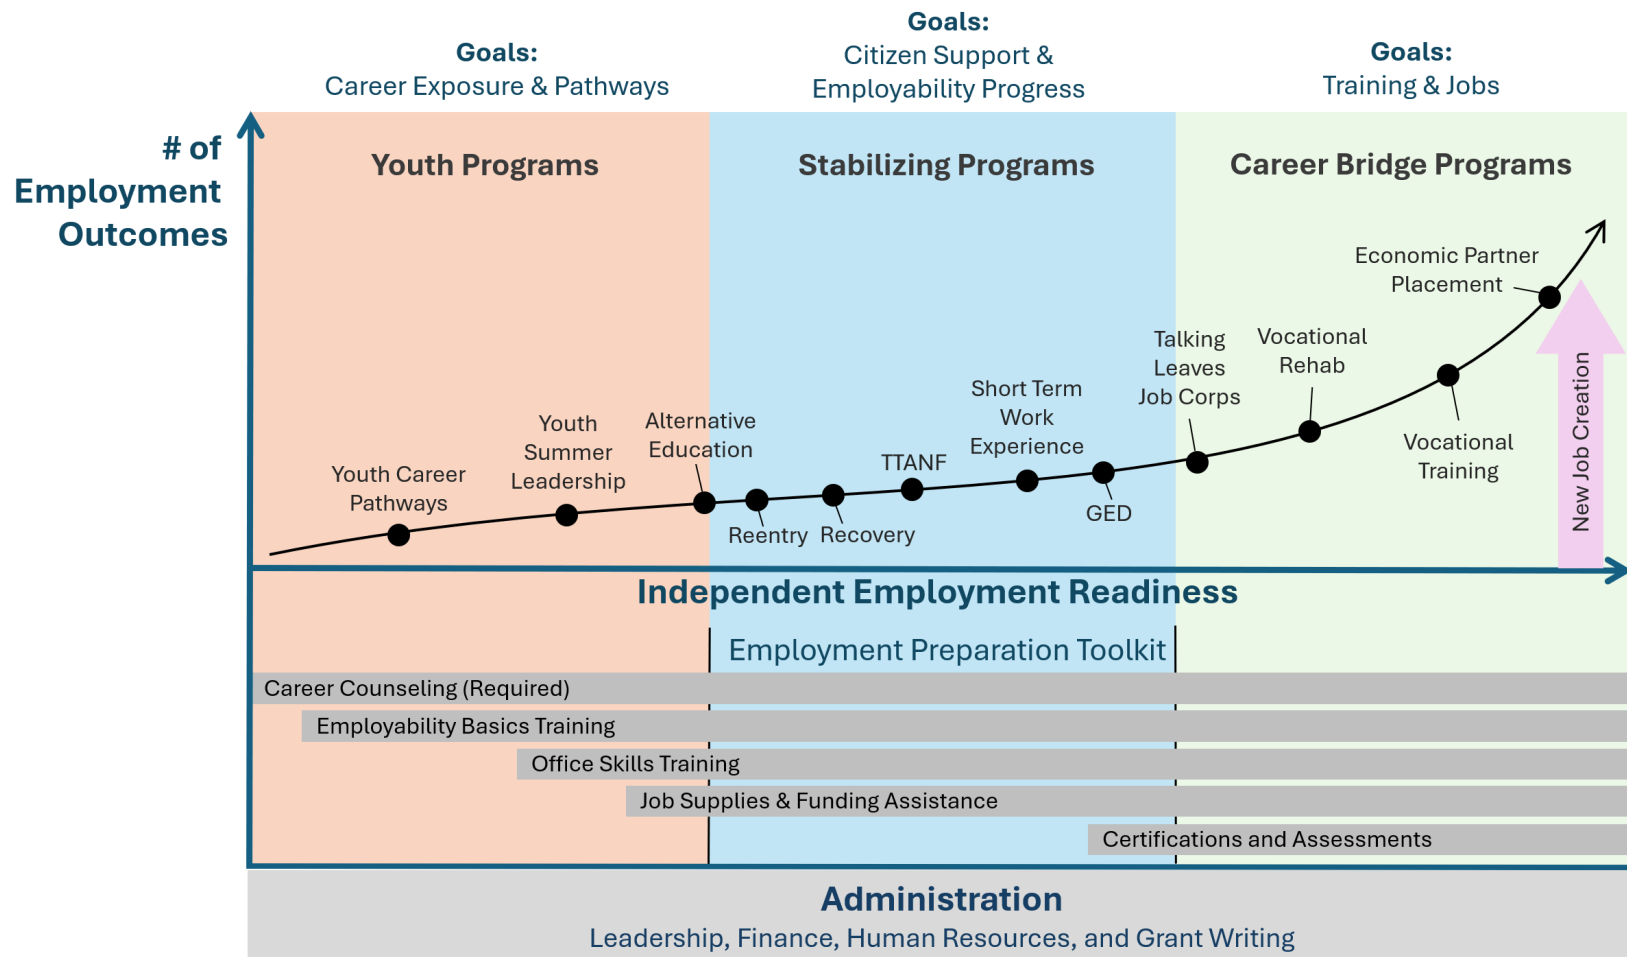 Goals:
Career Exposure & Pathways
Goals:
Citizen Support &
Employability Progress
Goals:
Training & Jobs
# of
Employment
Outcomes
Youth Programs
Stabilizing Programs
Career Bridge Programs
Youth Career
Pathways
Youth
Summer
Leadership
Alternative
Education
Reentry
Recovery
TTANF
Short Term
Work
Experience
GED
Talking
Leaves
Job Corps
Vocational
Rehab
Vocational
Training
Economic Partner
Placement
New Job Creation
Independent Employment Readiness
Employment Preparation Toolkit
Career Counseling (Required)
Employability Basics Training
Office Skills Training
Job Supplies & Funding Assistance
Certifications and Assessments
Administration
Leadership, Finance, Human Resources, and Grant Writing